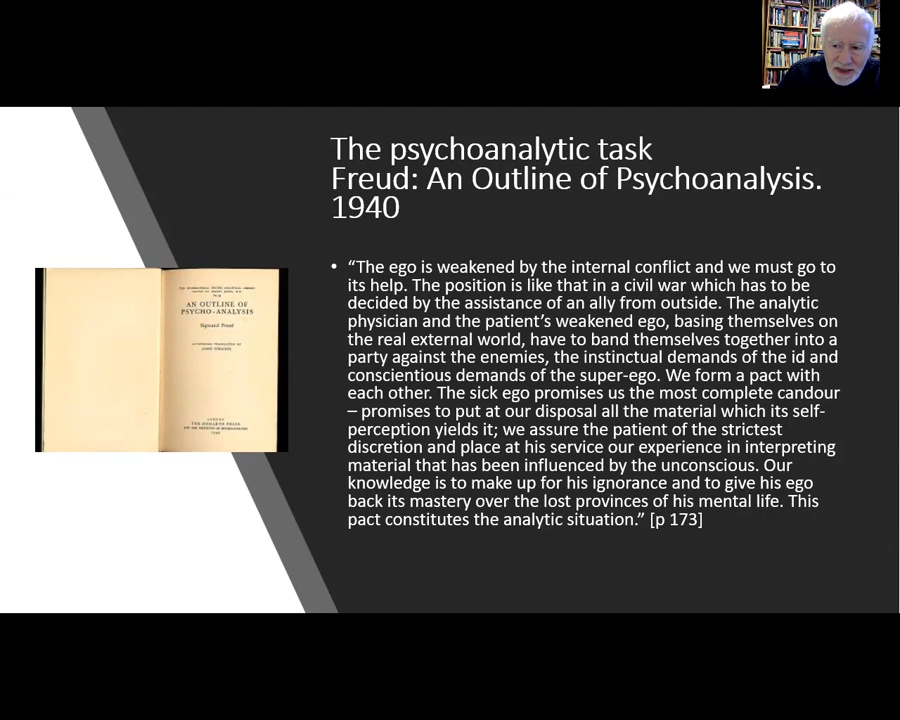 The psychoanalytic task
Freud: An Outline of Psychoanalysis.
1940
• “The ego is weakened by the internal conflict and we must go to
its help. The position is like that in a civil war which has to be
decided by the assistance of an ally from outside. The analytic
physician and the patient’s weakened ego, basing themselves on
the real external world, have to band themselves together into a
party against the enemies, the instinctual demands of the id and
conscientious demands of the super-ego. We form a pact with
each other. The sick ego promises us the most complete candour
– promises to put at our disposal all the material which its self-
perception yields it; we assure the patient of the strictest
discretion and place at his service our experience in interpreting
material that has been influenced by the unconscious. Our
knowledge is to make up for his ignorance and to give his ego
back its mastery over the lost provinces of his mental life. This
pact constitutes the analytic situation.” [p 173]
AN OUTLINE OF
PSYCHO-ANALYSIS
Sigmund Freud
JAMES STRACHEY
THE HOGARTH PRESS